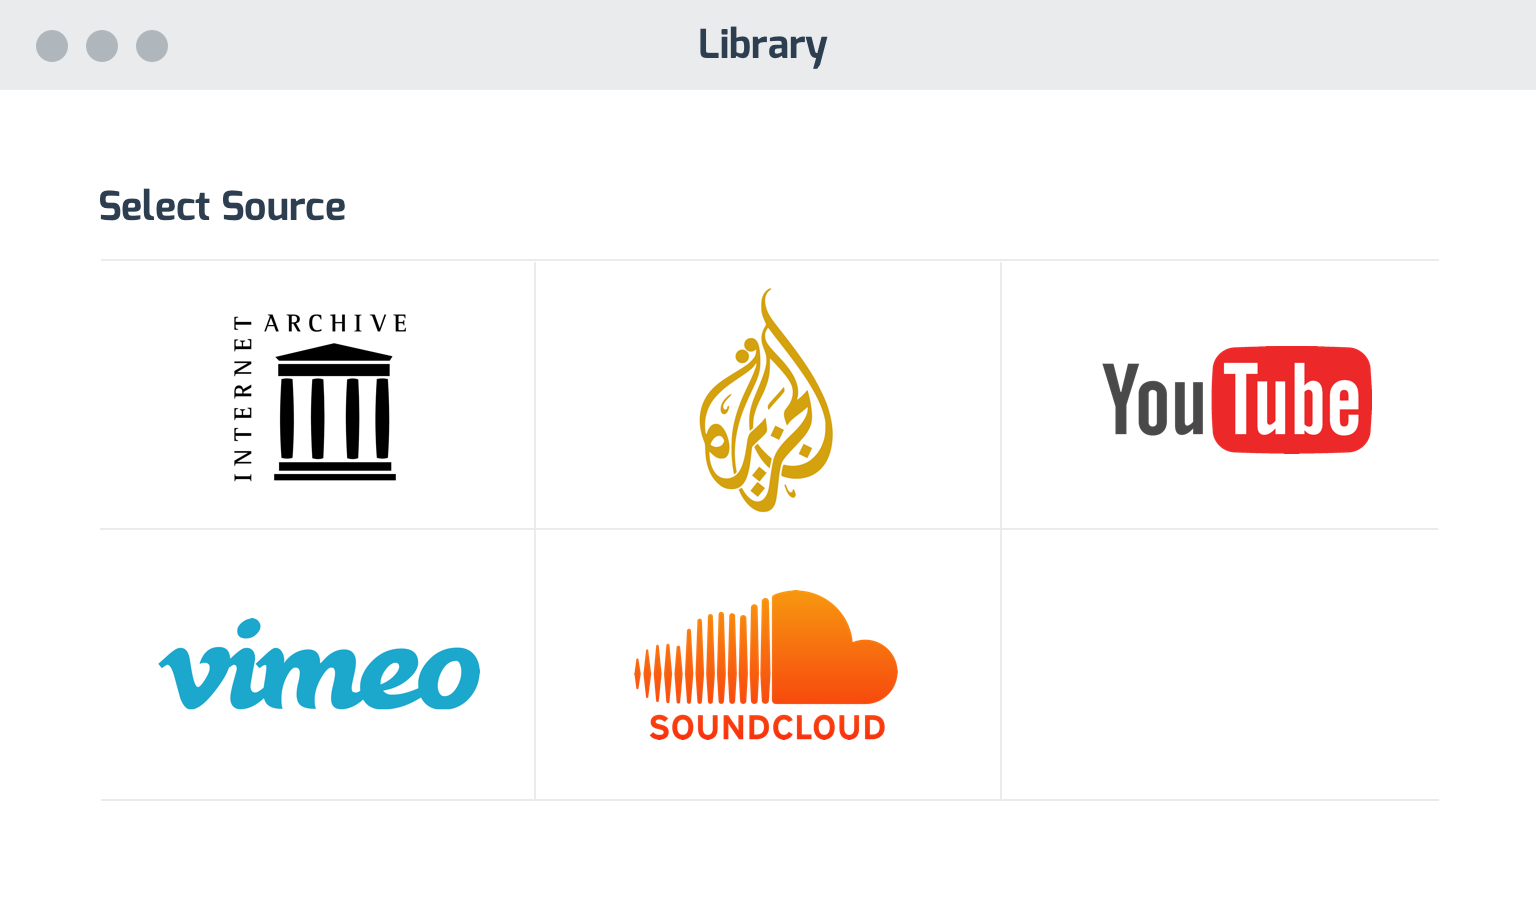 Library
Select Source
INTERNET ARCHIVE
الجزيرة
YouTube
vimeo
SOUNDCLOUD